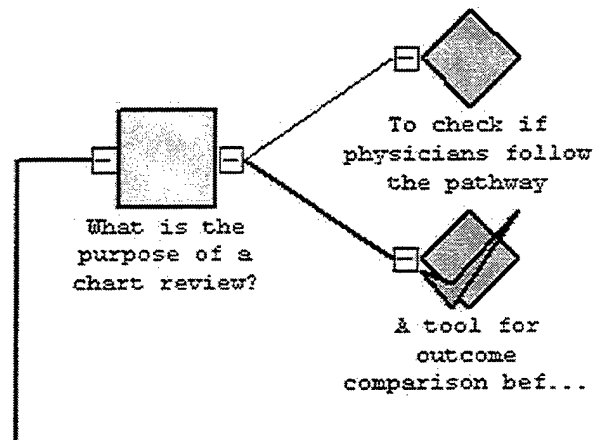 To check if
physicians follow
the pathway
What is the
purpose of a
chart review?
A tool for
outcome
comparison bef...